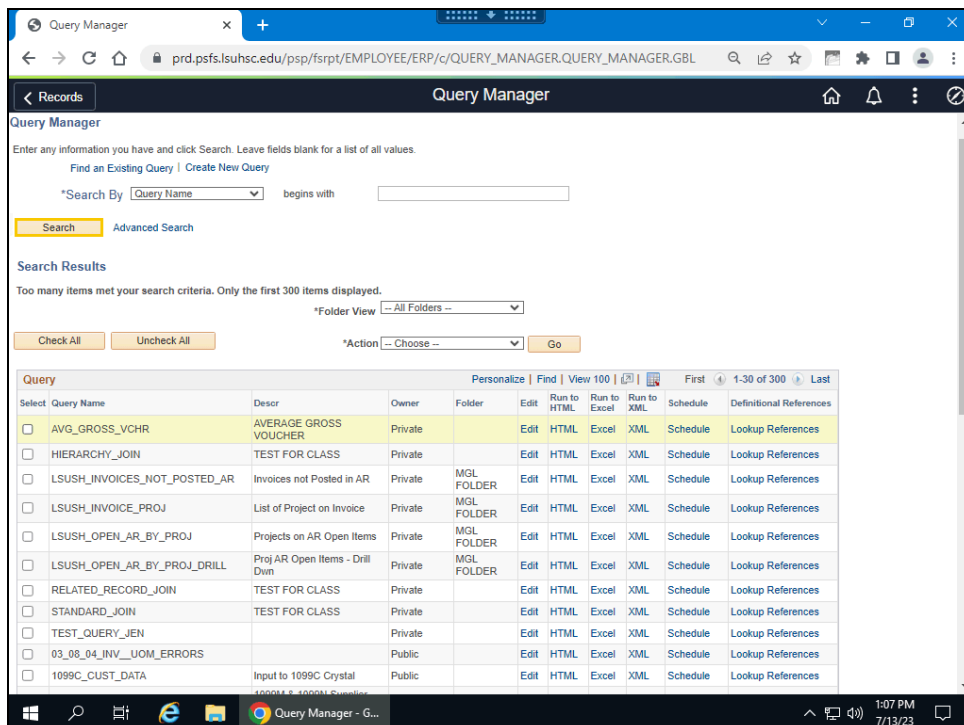 Query Manager
prd.psfs.lsuhsc.edu/psp/fsrpt/EMPLOYEE/ERP/c/QUERY_MANAGER.QUERY_MANAGER.GBL
Records
Query Manager
Query Manager
Enter any information you have and click Search. Leave fields blank for a list of all values.
Find an Existing Query | Create New Query
*Search By Query Name begins with
Search Advanced Search
Search Results
Too many items met your search criteria. Only the first 300 items displayed.
*Folder View -- All Folders --
Check All Uncheck All *Action -- Choose -- Go
Query Personalize | Find | View 100 | First 1-30 of 300 Last
Select Query Name Descr Owner Folder Edit Run to HTML Run to Excel Run to XML Schedule Definitional References
AVG_GROSS_VCHR AVERAGE GROSS VOUCHER Private Edit HTML Excel XML Schedule Lookup References
HIERARCHY_JOIN TEST FOR CLASS Private Edit HTML Excel XML Schedule Lookup References
LSUSH_INVOICES_NOT_POSTED_AR Invoices not Posted in AR Private MGL FOLDER Edit HTML Excel XML Schedule Lookup References
LSUSH_INVOICE_PROJ List of Project on Invoice Private MGL FOLDER Edit HTML Excel XML Schedule Lookup References
LSUSH_OPEN_AR_BY_PROJ Projects on AR Open Items Private MGL FOLDER Edit HTML Excel XML Schedule Lookup References
LSUSH_OPEN_AR_BY_PROJ_DRILL Proj AR Open Items - Drill Dwn Private MGL FOLDER Edit HTML Excel XML Schedule Lookup References
RELATED_RECORD_JOIN TEST FOR CLASS Private Edit HTML Excel XML Schedule Lookup References
STANDARD_JOIN TEST FOR CLASS Private Edit HTML Excel XML Schedule Lookup References
TEST_QUERY_JEN Private Edit HTML Excel XML Schedule Lookup References
03_08_04_INV__UOM_ERRORS Public Edit HTML Excel XML Schedule Lookup References
1099C_CUST_DATA Input to 1099C Crystal Public Edit HTML Excel XML Schedule Lookup References
1099M & 1099N Supplier
Query Manager - G...
1:07 PM
7/13/23